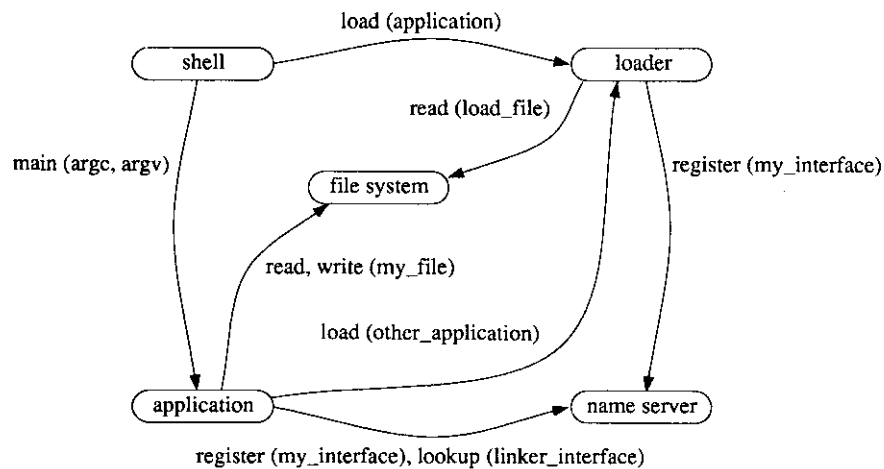 load (application)
shell
loader
read (load_file)
main (argc, argv)
register (my_interface)
file system
read, write (my_file)
load (other_application)
application
name server
register (my_interface), lookup (linker_interface)